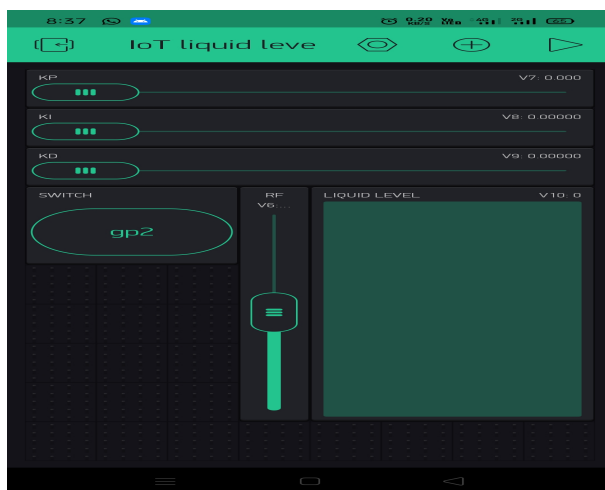 8:37
IoT liquid leve
KP V7: 0.000
KI V8: 0.00000
KD V9: 0.00000
SWITCH
gp2
RF
V6:...
LIQUID LEVEL V10: 0